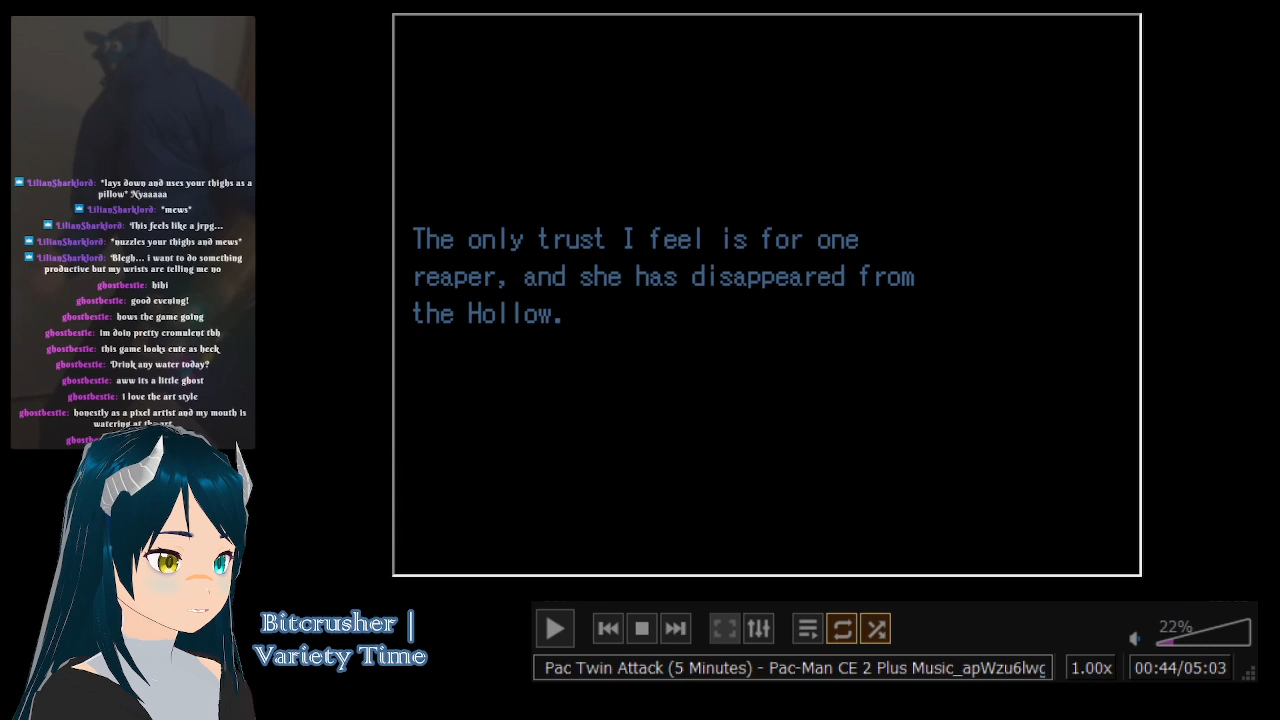 LilianSharklord: *lays down and uses your thighs as a
pillow* Nyaaaaa
LilianSharklord: *mews*
LilianSharklord: This feels like a jrpg...
LilianSharklord: *nuzzles your thighs and mews*
LilianSharklord: Blegh... i want to do something
productive but my wrists are telling me no
ghostbestie: hihi
ghostbestie: good evening!
ghostbestie: hows the game going
ghostbestie: im doin pretty cromulent tbh
ghostbestie: this game looks cute as heck
ghostbestie: Drink any water today?
ghostbestie: aww its a little ghost
ghostbestie: I love the art style
ghostbestie: honestly as a pixel artist and my mouth is
watering at the art
The only trust I feel is for one
reaper, and she has disappeared from
the Hollow.
Bitcrusher |
Variety Time
22%
Pac Twin Attack (5 Minutes) - Pac-Man CE 2 Plus Music_apWzu6lwg
1.00x
00:44/05:03